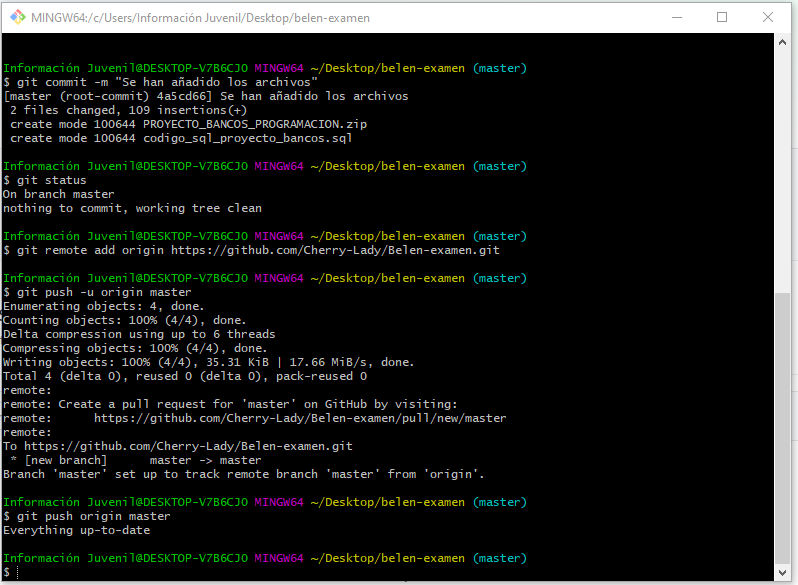 MINGW64:/c/Users/Información Juvenil/Desktop/belen-examen
Información Juvenil@DESKTOP-V7B6CJO MINGW64 ~/Desktop/belen-examen (master)
$ git commit -m "Se han añadido los archivos"
[master (root-commit) 4a5cd66] Se han añadido los archivos
 2 files changed, 109 insertions(+)
 create mode 100644 PROYECTO_BANCOS_PROGRAMACION.zip
 create mode 100644 codigo_sql_proyecto_bancos.sql
Información Juvenil@DESKTOP-V7B6CJO MINGW64 ~/Desktop/belen-examen (master)
$ git status
On branch master
nothing to commit, working tree clean
Información Juvenil@DESKTOP-V7B6CJO MINGW64 ~/Desktop/belen-examen (master)
$ git remote add origin https://github.com/Cherry-Lady/Belen-examen.git
Información Juvenil@DESKTOP-V7B6CJO MINGW64 ~/Desktop/belen-examen (master)
$ git push -u origin master
Enumerating objects: 4, done.
Counting objects: 100% (4/4), done.
Delta compression using up to 6 threads
Compressing objects: 100% (4/4), done.
Writing objects: 100% (4/4), 35.31 KiB | 17.66 MiB/s, done.
Total 4 (delta 0), reused 0 (delta 0), pack-reused 0
remote:
remote: Create a pull request for 'master' on GitHub by visiting:
remote:      https://github.com/Cherry-Lady/Belen-examen/pull/new/master
remote:
To https://github.com/Cherry-Lady/Belen-examen.git
 * [new branch]      master -> master
Branch 'master' set up to track remote branch 'master' from 'origin'.
Información Juvenil@DESKTOP-V7B6CJO MINGW64 ~/Desktop/belen-examen (master)
$ git push origin master
Everything up-to-date
Información Juvenil@DESKTOP-V7B6CJO MINGW64 ~/Desktop/belen-examen (master)
$